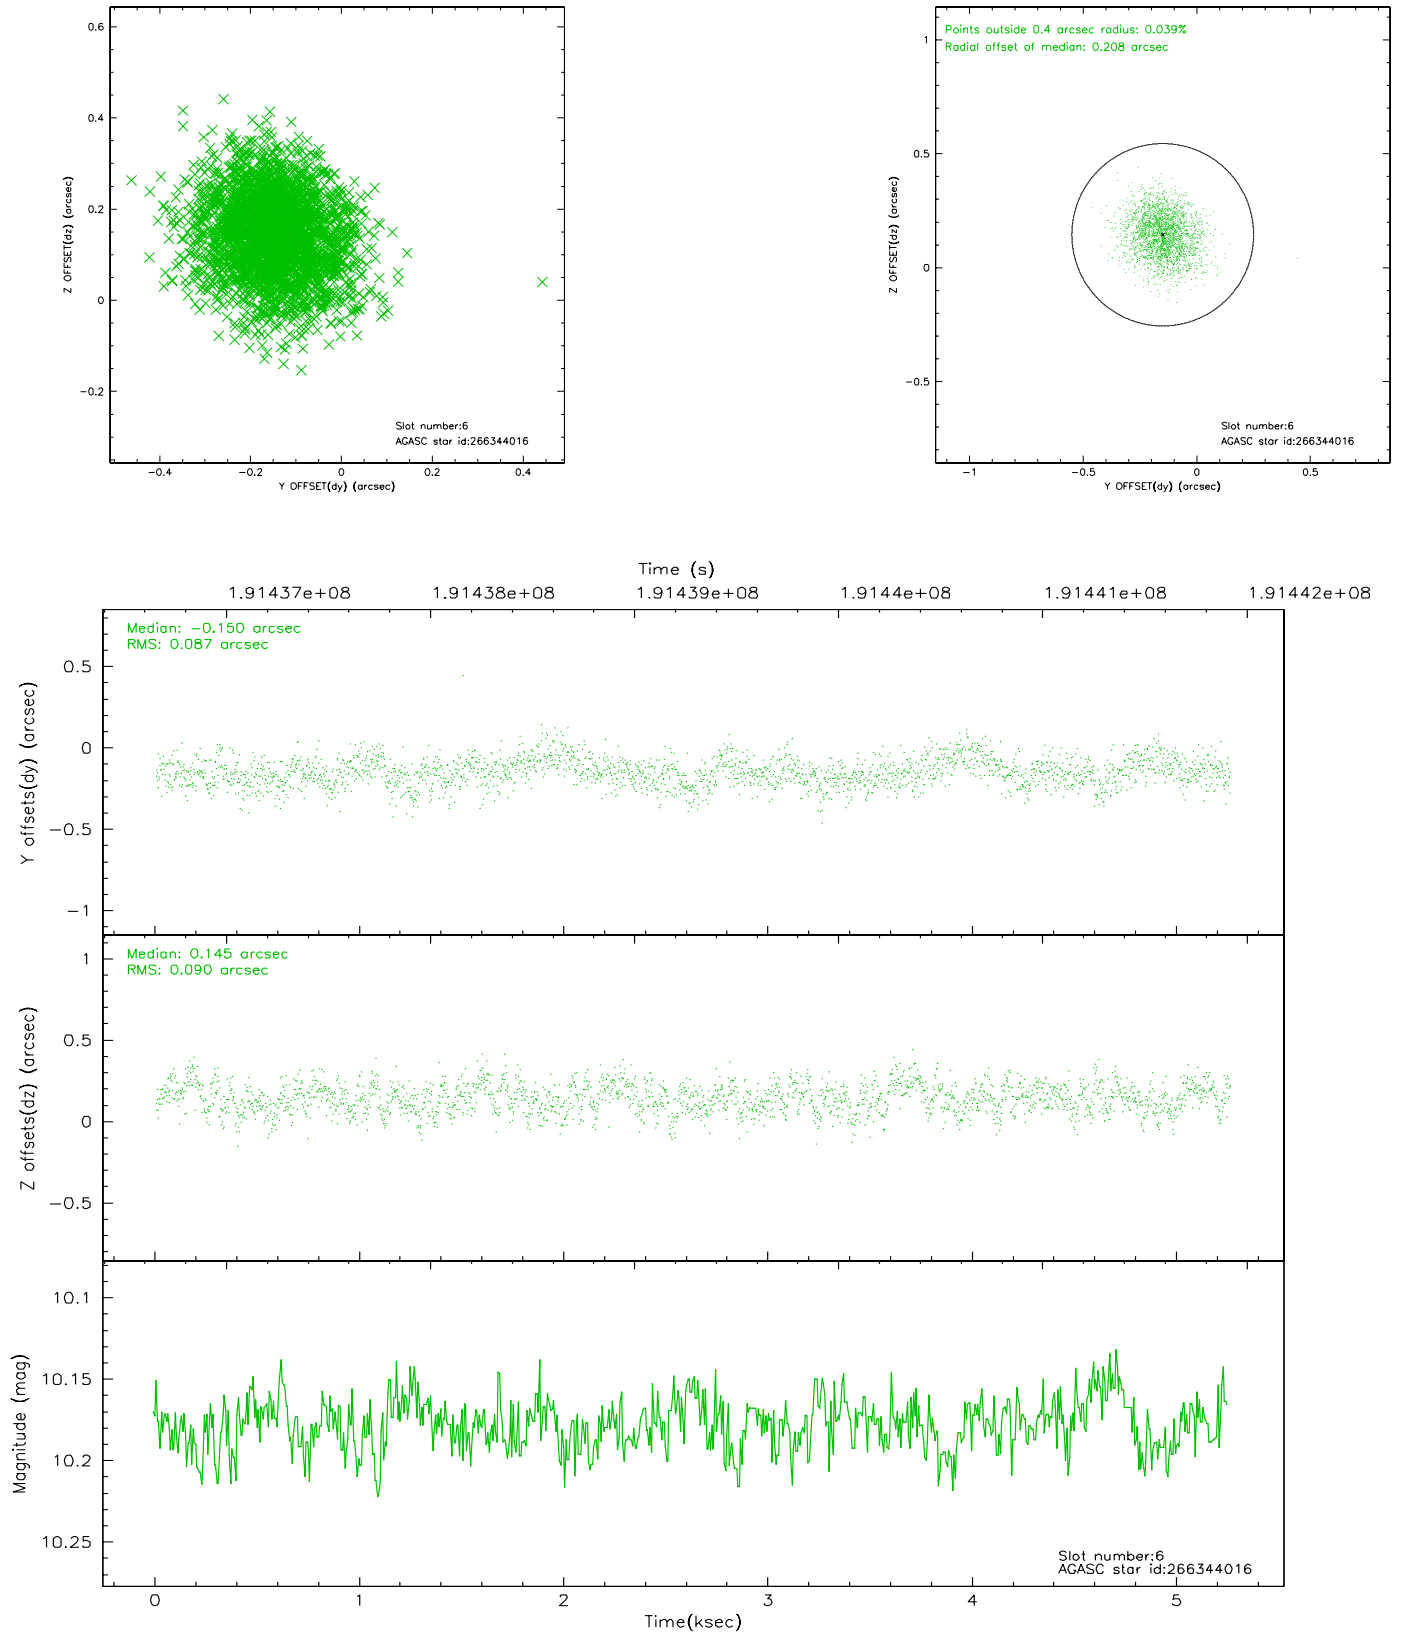 0.6
0.4
0.2
0
−0.2
Z OFFSET(dz) (arcsec)
Slot number:6
AGASC star id:266344016
−0.4 −0.2 0 0.2 0.4
Y OFFSET(dy) (arcsec)
Points outside 0.4 arcsec radius: 0.039%
Radial offset of median: 0.208 arcsec
1
0.5
0
−0.5
Z OFFSET(dz) (arcsec)
Slot number:6
AGASC star id:266344016
−1 −0.5 0 0.5
Y OFFSET(dy) (arcsec)
Time (s)
1.91437e+08 1.91438e+08 1.91439e+08 1.9144e+08 1.91441e+08 1.91442e+08
Median: −0.150 arcsec
RMS: 0.087 arcsec
0.5
0
−0.5
−1
Y offsets(dy) (arcsec)
Median: 0.145 arcsec
RMS: 0.090 arcsec
1
0.5
0
−0.5
Z offsets(dz) (arcsec)
10.1
10.15
10.2
10.25
Magnitude (mag)
Slot number:6
AGASC star id:266344016
0 1 2 3 4 5
Time(ksec)